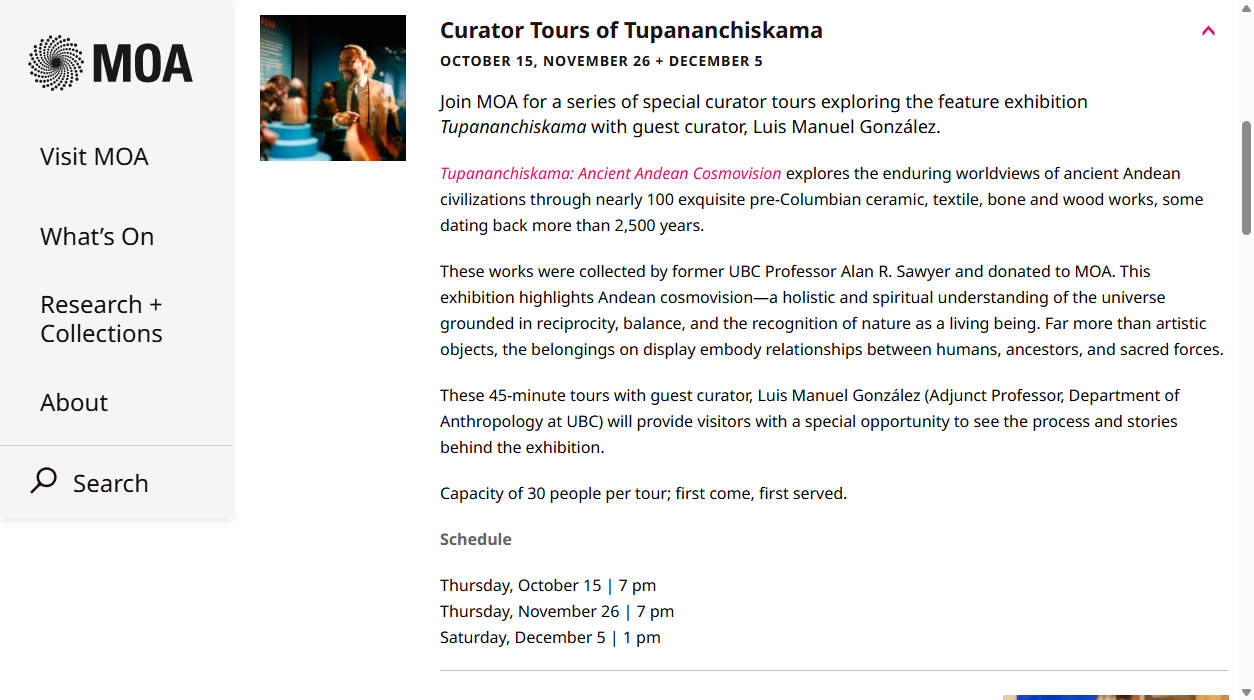 MOA
Visit MOA
What's On
Research +
Collections
About
Search
Curator Tours of Tupananchiskama
OCTOBER 15, NOVEMBER 26 + DECEMBER 5
Join MOA for a series of special curator tours exploring the feature exhibition
Tupananchiskama with guest curator, Luis Manuel González.
Tupananchiskama: Ancient Andean Cosmovision explores the enduring worldviews of ancient Andean
civilizations through nearly 100 exquisite pre-Columbian ceramic, textile, bone and wood works, some
dating back more than 2,500 years.
These works were collected by former UBC Professor Alan R. Sawyer and donated to MOA. This
exhibition highlights Andean cosmovision—a holistic and spiritual understanding of the universe
grounded in reciprocity, balance, and the recognition of nature as a living being. Far more than artistic
objects, the belongings on display embody relationships between humans, ancestors, and sacred forces.
These 45-minute tours with guest curator, Luis Manuel González (Adjunct Professor, Department of
Anthropology at UBC) will provide visitors with a special opportunity to see the process and stories
behind the exhibition.
Capacity of 30 people per tour; first come, first served.
Schedule
Thursday, October 15 | 7 pm
Thursday, November 26 | 7 pm
Saturday, December 5 | 1 pm